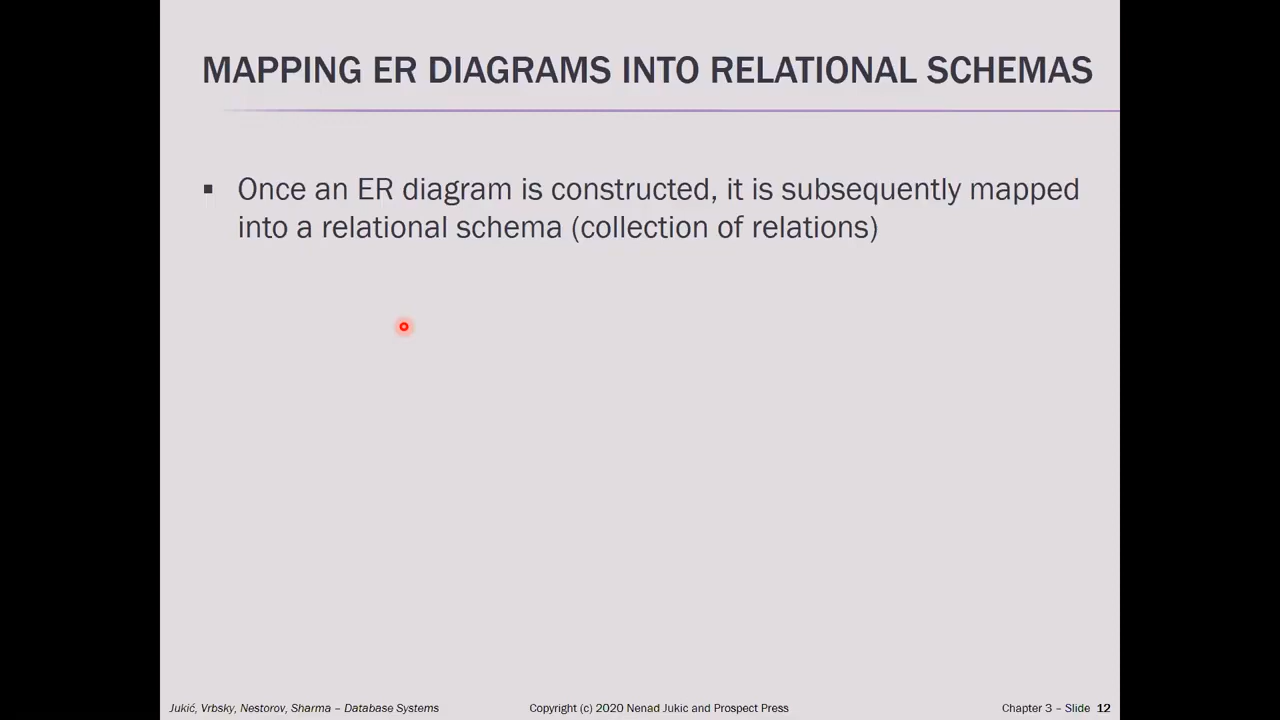 MAPPING ER DIAGRAMS INTO RELATIONAL SCHEMAS
▪ Once an ER diagram is constructed, it is subsequently mapped
into a relational schema (collection of relations)
Jukić, Vrbsky, Nestorov, Sharma – Database Systems
Copyright (c) 2020 Nenad Jukic and Prospect Press
Chapter 3 – Slide 12